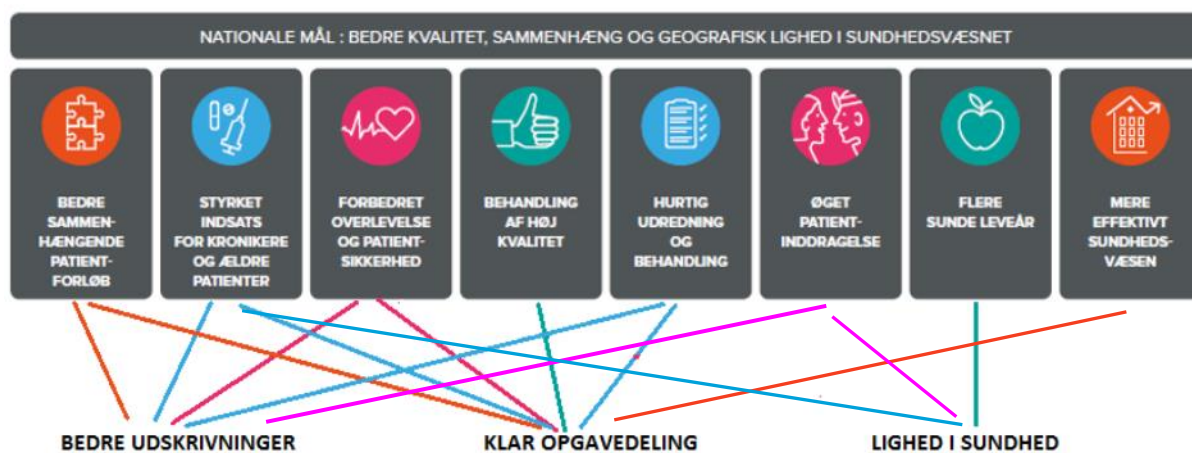 NATIONALE MÅL : BEDRE KVALITET, SAMMENHÆNG OG GEOGRAFISK LIGHED I SUNDHEDSVÆSNET
BEDRE
SAMMEN-
HÆNGENDE
PATIENT-
FORLØB
STYRKET
INDSATS
FOR KRONIKERE
OG ÆLDRE
PATIENTER
FORBEDRET
OVERLEVELSE
OG PATIENT-
SIKKERHED
BEHANDLING
AF HØJ
KVALITET
HURTIG
UDREDNING
OG
BEHANDLING
ØGET
PATIENT-
INDDRAGELSE
FLERE
SUNDE LEVEÅR
MERE
EFFEKTIVT
SUNDHEDS-
VÆSEN
BEDRE UDSKRIVNINGER
KLAR OPGAVEDELING
LIGHED I SUNDHED